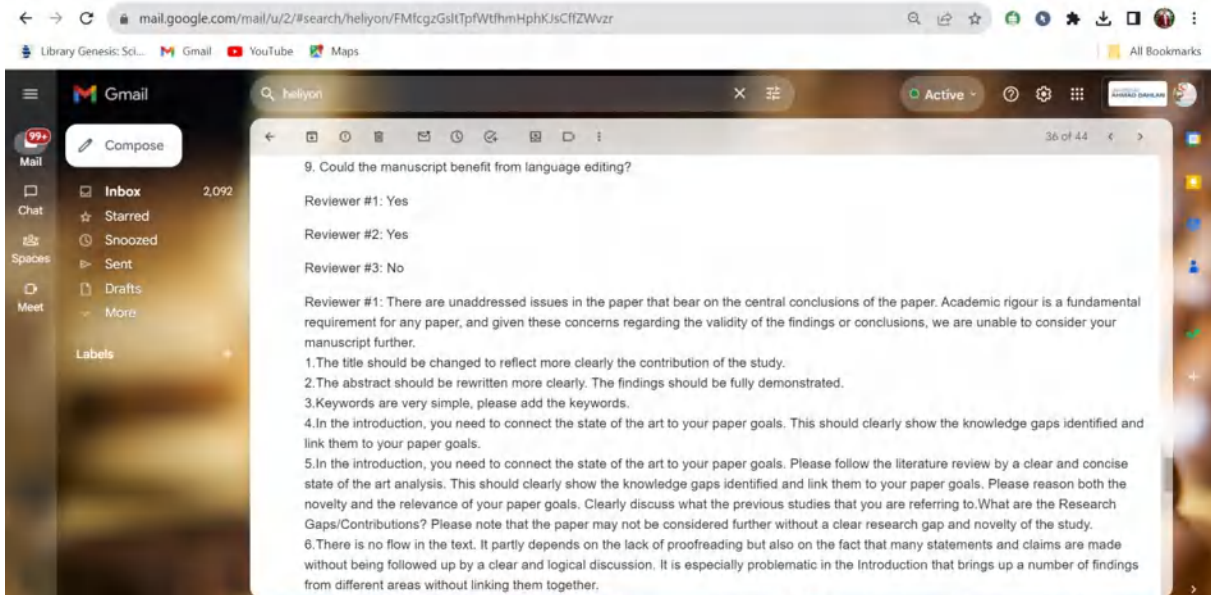 mail.google.com/mail/u/2/#search/heliyon/FMfcgzGsltTpfWtfhmHphKJsCffZWvzr
Library Genesis: Sci... Gmail YouTube Maps All Bookmarks
Gmail
heliyon
Active
99+
Mail
Chat
Spaces
Meet
Compose
Inbox 2,092
Starred
Snoozed
Sent
Drafts
More
Labels
36 of 44
9. Could the manuscript benefit from language editing?
Reviewer #1: Yes
Reviewer #2: Yes
Reviewer #3: No
Reviewer #1: There are unaddressed issues in the paper that bear on the central conclusions of the paper. Academic rigour is a fundamental
requirement for any paper, and given these concerns regarding the validity of the findings or conclusions, we are unable to consider your
manuscript further.
1.The title should be changed to reflect more clearly the contribution of the study.
2.The abstract should be rewritten more clearly. The findings should be fully demonstrated.
3.Keywords are very simple, please add the keywords.
4.In the introduction, you need to connect the state of the art to your paper goals. This should clearly show the knowledge gaps identified and
link them to your paper goals.
5.In the introduction, you need to connect the state of the art to your paper goals. Please follow the literature review by a clear and concise
state of the art analysis. This should clearly show the knowledge gaps identified and link them to your paper goals. Please reason both the
novelty and the relevance of your paper goals. Clearly discuss what the previous studies that you are referring to.What are the Research
Gaps/Contributions? Please note that the paper may not be considered further without a clear research gap and novelty of the study.
6.There is no flow in the text. It partly depends on the lack of proofreading but also on the fact that many statements and claims are made
without being followed up by a clear and logical discussion. It is especially problematic in the Introduction that brings up a number of findings
from different areas without linking them together.